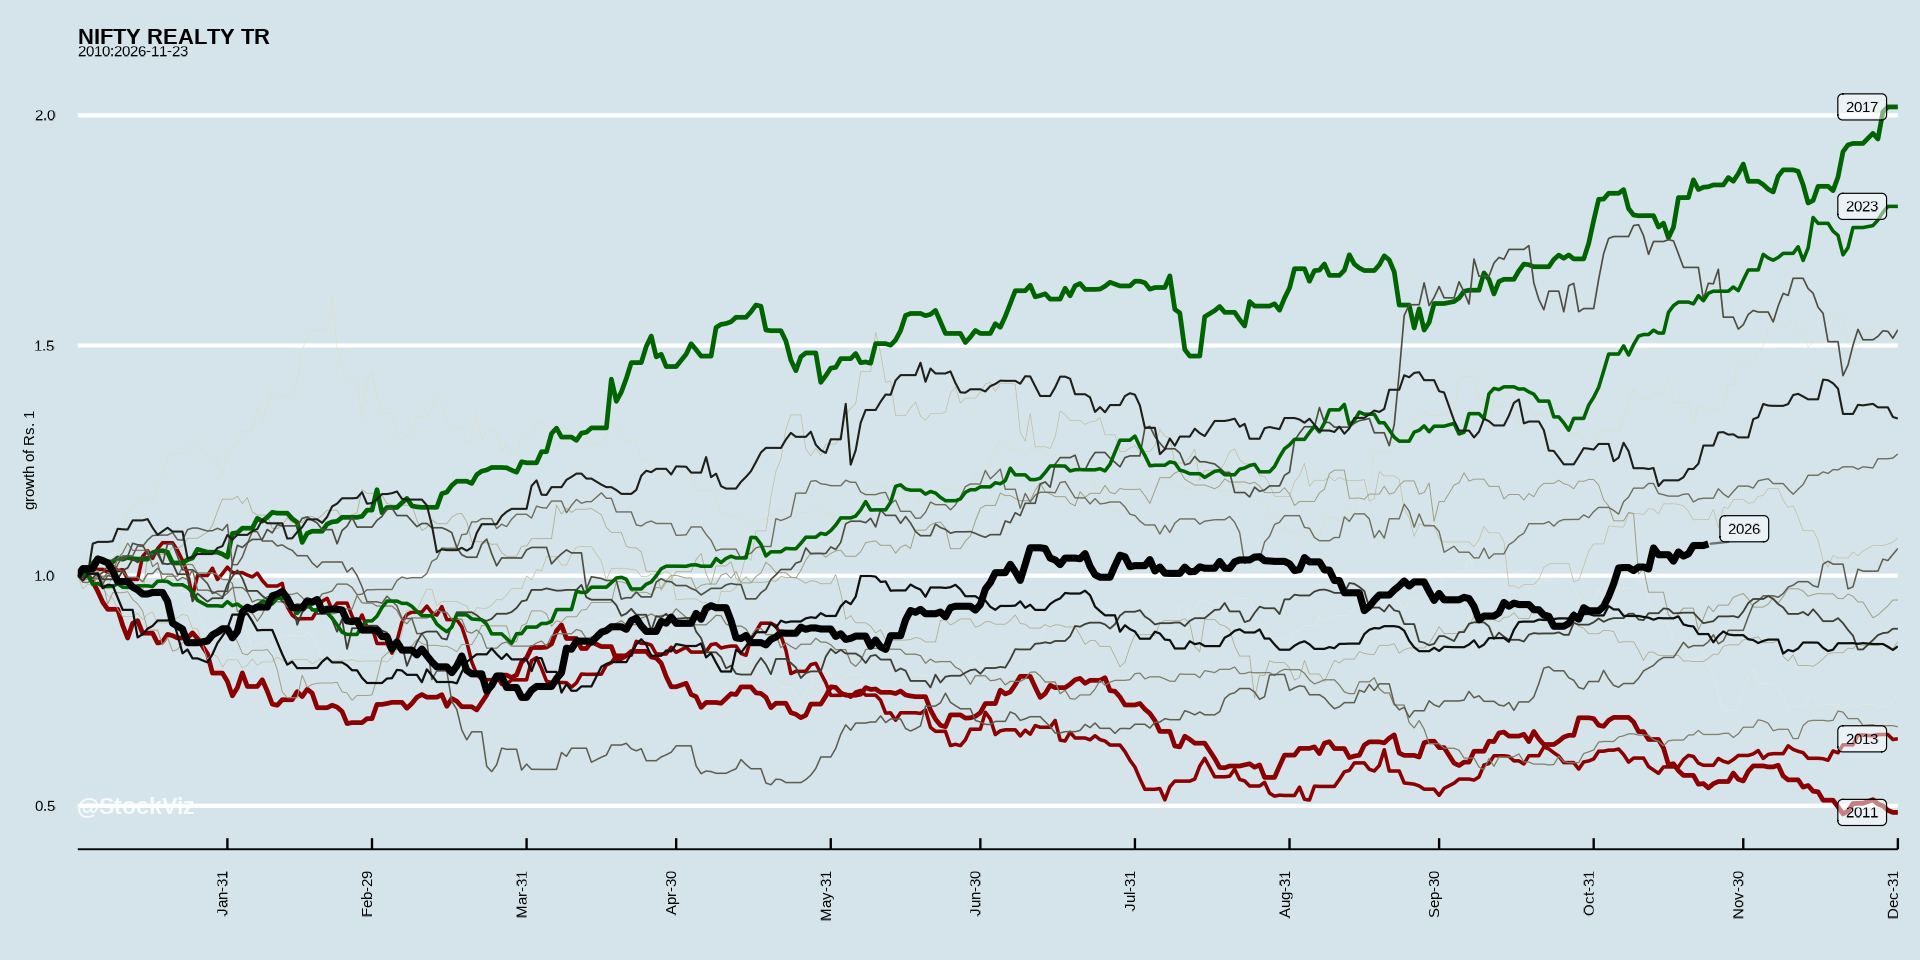 NIFTY REALTY TR
2010:2026-11-23
growth of Rs. 1
2.0
1.5
1.0
0.5
2017
2023
2026
2013
2011
@StockViz
Jan-31
Feb-29
Mar-31
Apr-30
May-31
Jun-30
Jul-31
Aug-31
Sep-30
Oct-31
Nov-30
Dec-31